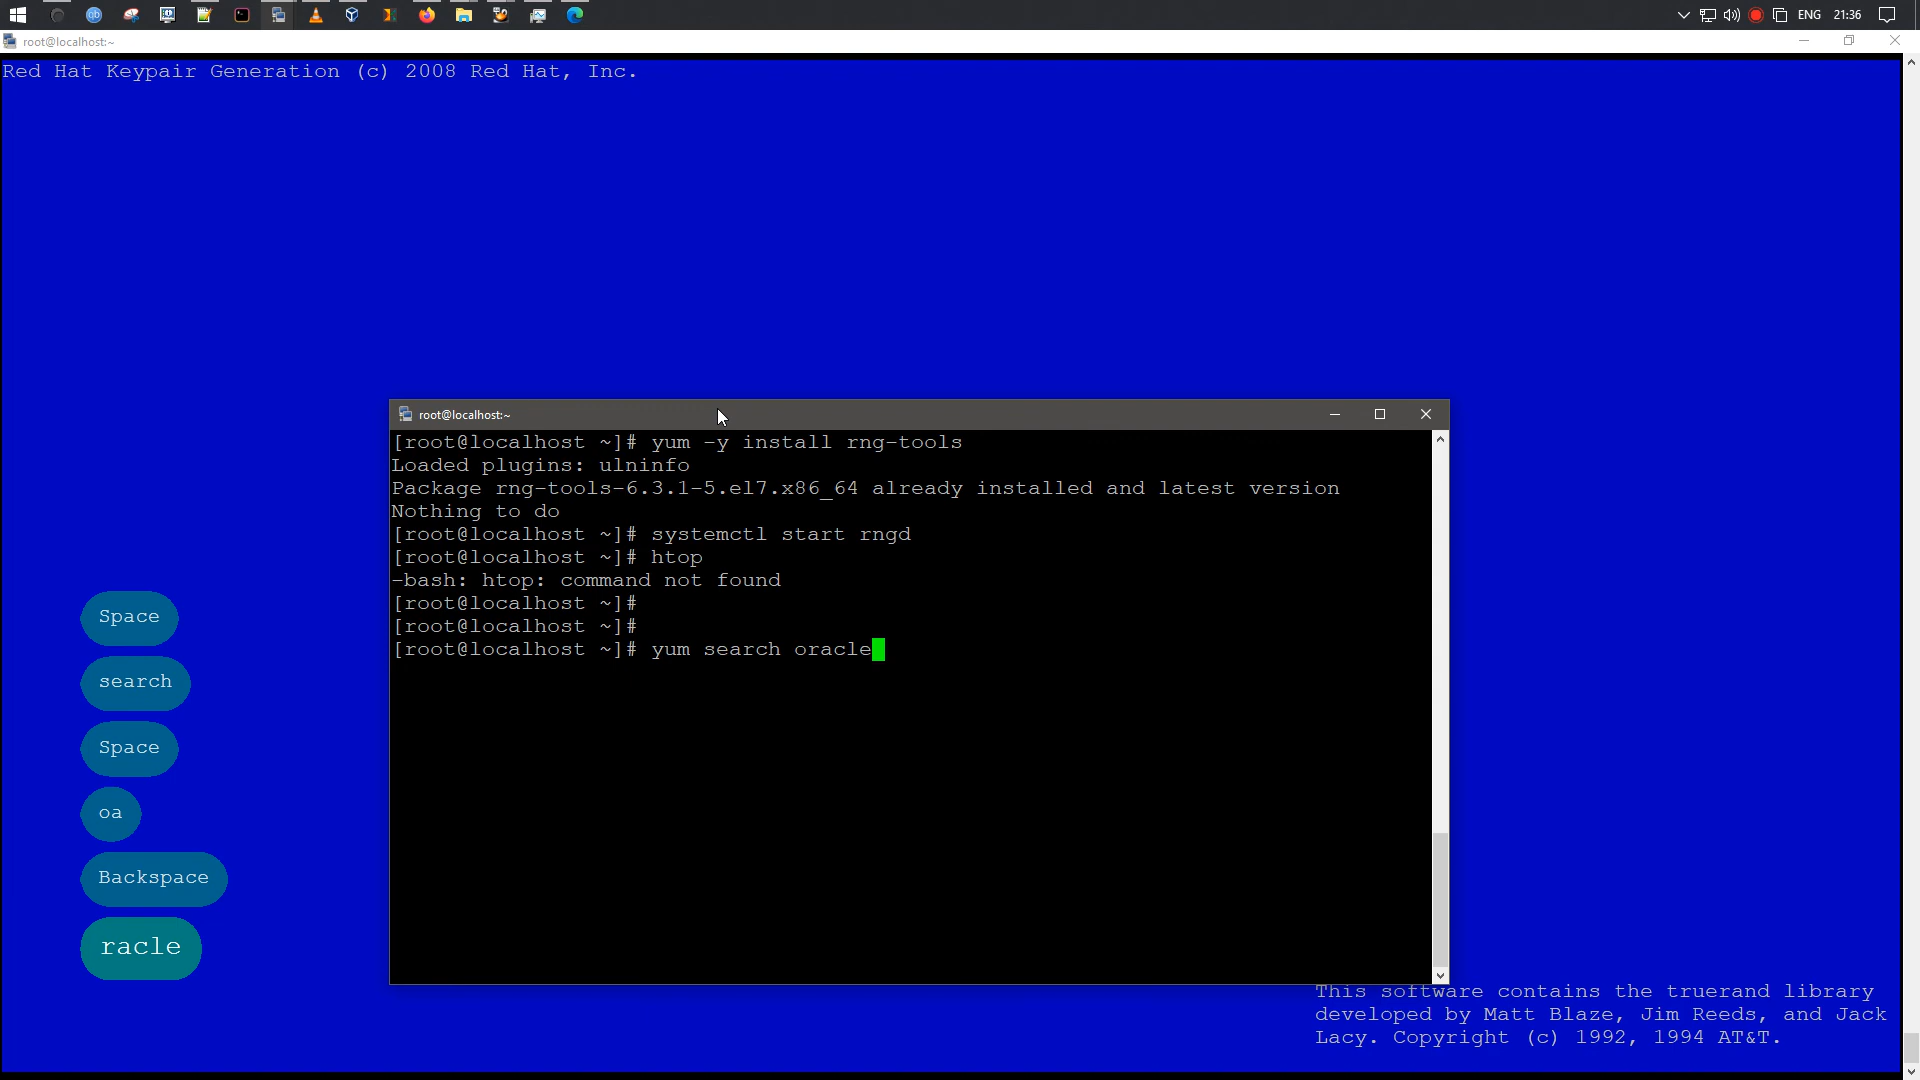 ENG 21:36
root@localhost:~
Red Hat Keypair Generation (c) 2008 Red Hat, Inc.
root@localhost:~
[root@localhost ~]# yum -y install rng-tools
Loaded plugins: ulninfo
Package rng-tools-6.3.1-5.el7.x86_64 already installed and latest version
Nothing to do
[root@localhost ~]# systemctl start rngd
[root@localhost ~]# htop
-bash: htop: command not found
[root@localhost ~]#
[root@localhost ~]#
[root@localhost ~]# yum search oracle
Space
search
Space
oa
Backspace
racle
This software contains the truerand library
developed by Matt Blaze, Jim Reeds, and Jack
Lacy. Copyright (c) 1992, 1994 AT&T.